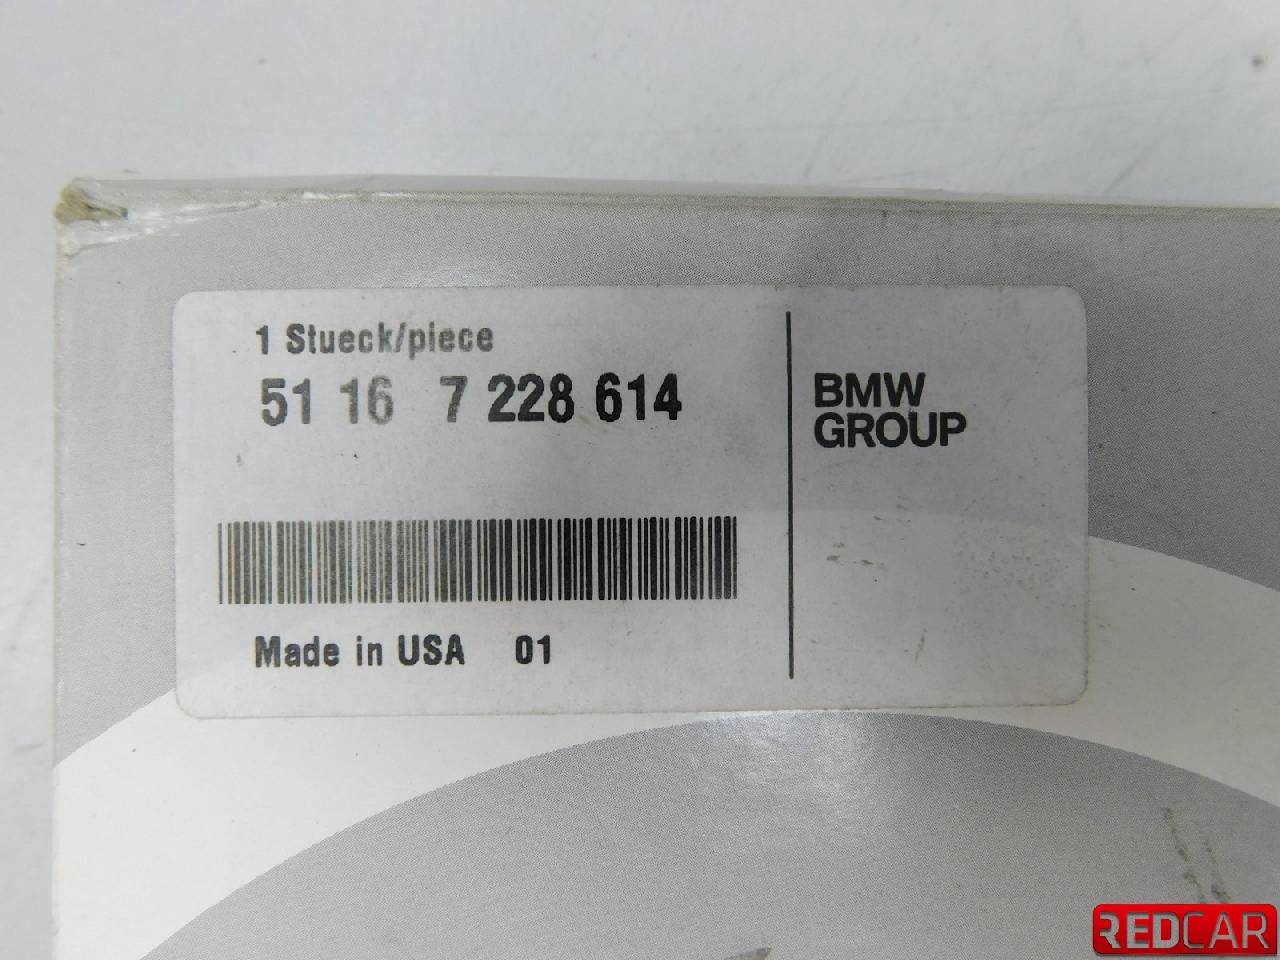 1 Stueck/piece
51 16 7 228 614
BMW
GROUP
Made in USA 01
REDCAR